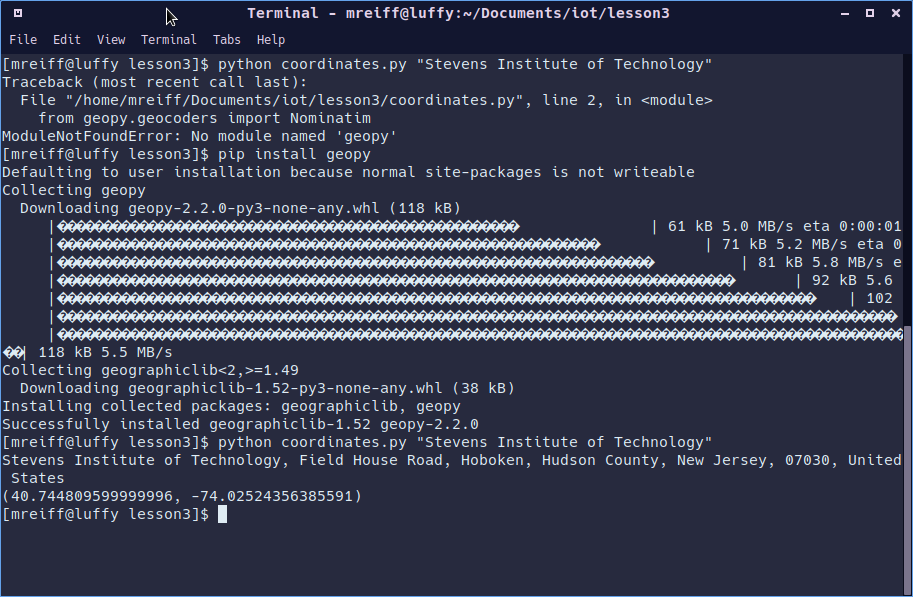 Terminal - mreiff@luffy:~/Documents/iot/lesson3
File Edit View Terminal Tabs Help
[mreiff@luffy lesson3]$ python coordinates.py "Stevens Institute of Technology"
Traceback (most recent call last):
  File "/home/mreiff/Documents/iot/lesson3/coordinates.py", line 2, in <module>
    from geopy.geocoders import Nominatim
ModuleNotFoundError: No module named 'geopy'
[mreiff@luffy lesson3]$ pip install geopy
Defaulting to user installation because normal site-packages is not writeable
Collecting geopy
  Downloading geopy-2.2.0-py3-none-any.whl (118 kB)
| | 61 kB 5.0 MB/s eta 0:00:01
| | 71 kB 5.2 MB/s eta 0
| | 81 kB 5.8 MB/s e
| | 92 kB 5.6
| | 102
|
|
| 118 kB 5.5 MB/s
Collecting geographiclib<2,>=1.49
  Downloading geographiclib-1.52-py3-none-any.whl (38 kB)
Installing collected packages: geographiclib, geopy
Successfully installed geographiclib-1.52 geopy-2.2.0
[mreiff@luffy lesson3]$ python coordinates.py "Stevens Institute of Technology"
Stevens Institute of Technology, Field House Road, Hoboken, Hudson County, New Jersey, 07030, United
 States
(40.744809599999996, -74.02524356385591)
[mreiff@luffy lesson3]$